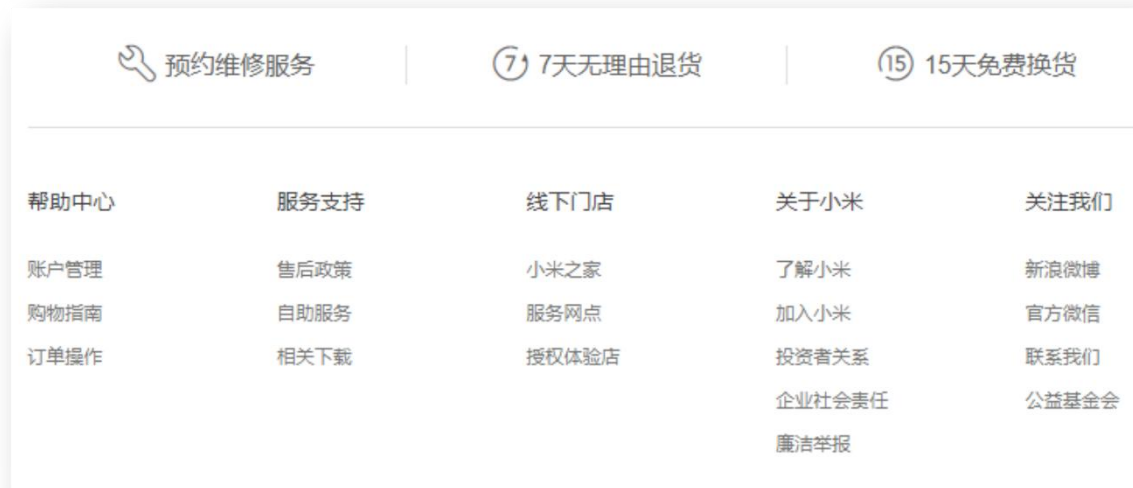 预约维修服务 7 7天无理由退货 15 15天免费换货
帮助中心 服务支持 线下门店 关于小米 关注我们
账户管理 售后政策 小米之家 了解小米 新浪微博
购物指南 自助服务 服务网点 加入小米 官方微信
订单操作 相关下载 授权体验店 投资者关系 联系我们
企业社会责任 公益基金会
廉洁举报